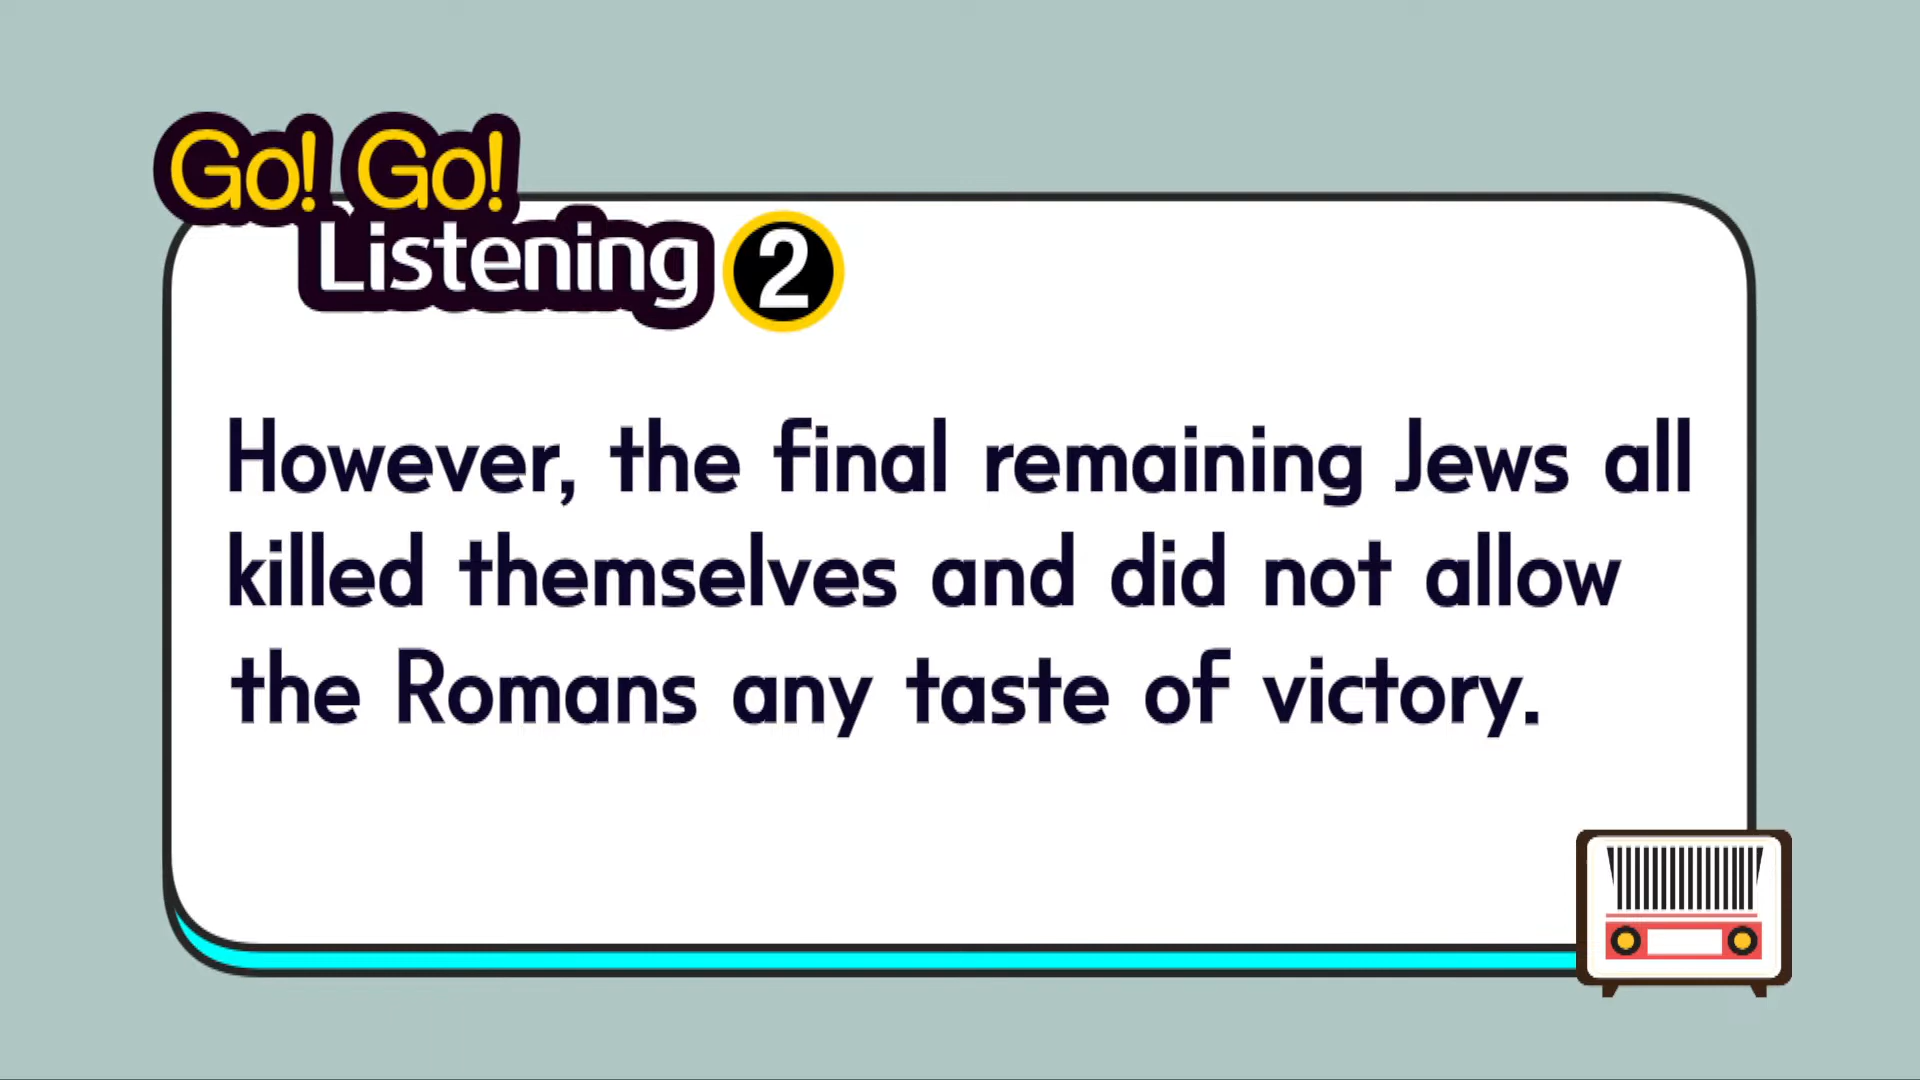 Go! Go!
Listening 2
However, the final remaining Jews all
killed themselves and did not allow
the Romans any taste of victory.